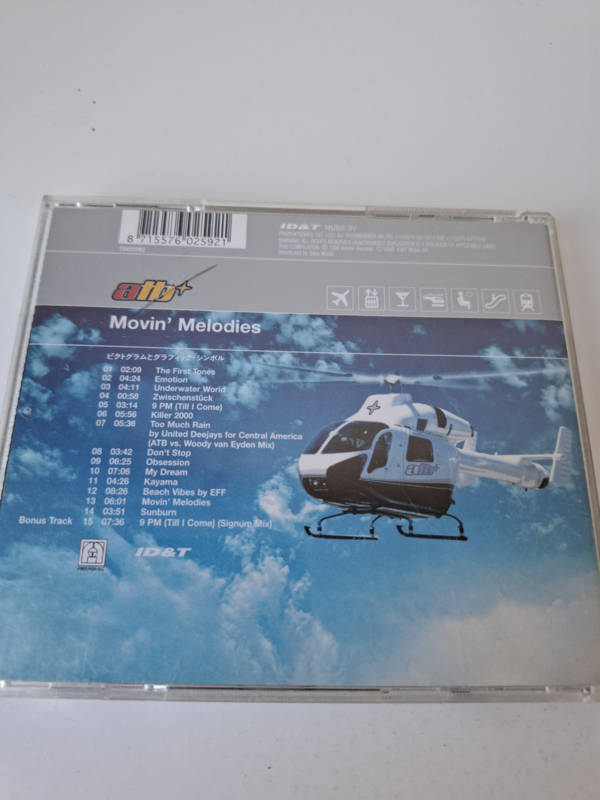 8 715576 025921
7003982
ID&T MUSIC BV
atb
Movin' Melodies
ピクトグラムとグラフィック・シンボル
01 02:09 The First Tones
02 04:24 Emotion
03 04:11 Underwater World
04 00:58 Zwischenstück
05 03:14 9 PM (Till I Come)
06 05:56 Killer 2000
07 05:36 Too Much Rain
by United Deejays for Central America
(ATB vs. Woody van Eyden Mix)
08 03:42 Don't Stop
09 06:25 Obsession
10 07:06 My Dream
11 04:26 Kayama
12 08:26 Beach Vibes by EFF
13 06:01 Movin' Melodies
14 03:51 Sunburn
Bonus Track 15 07:36 9 PM (Till I Come) (Signum Mix)
ID&T
atb